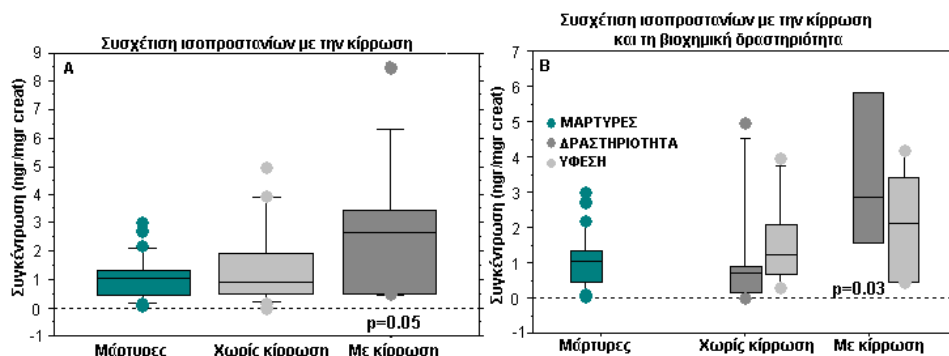 Συσχέτιση ισοπροστανίων με την κίρρωση
A
Συγκέντρωση (ngr/mgr creat)
9
8
7
6
5
4
3
2
1
0
-1
p=0.05
Μάρτυρες Χωρίς κίρρωση Με κίρρωση
Συσχέτιση ισοπροστανίων με την κίρρωση
και τη βιοχημική δραστηριότητα
B
Συγκέντρωση (ngr/mgr creat)
7
6
5
4
3
2
1
0
-1
ΜΑΡΤΥΡΕΣ
ΔΡΑΣΤΗΡΙΟΤΗΤΑ
ΥΦΕΣΗ
p=0.03
Μάρτυρες Χωρίς κίρρωση Με κίρρωση